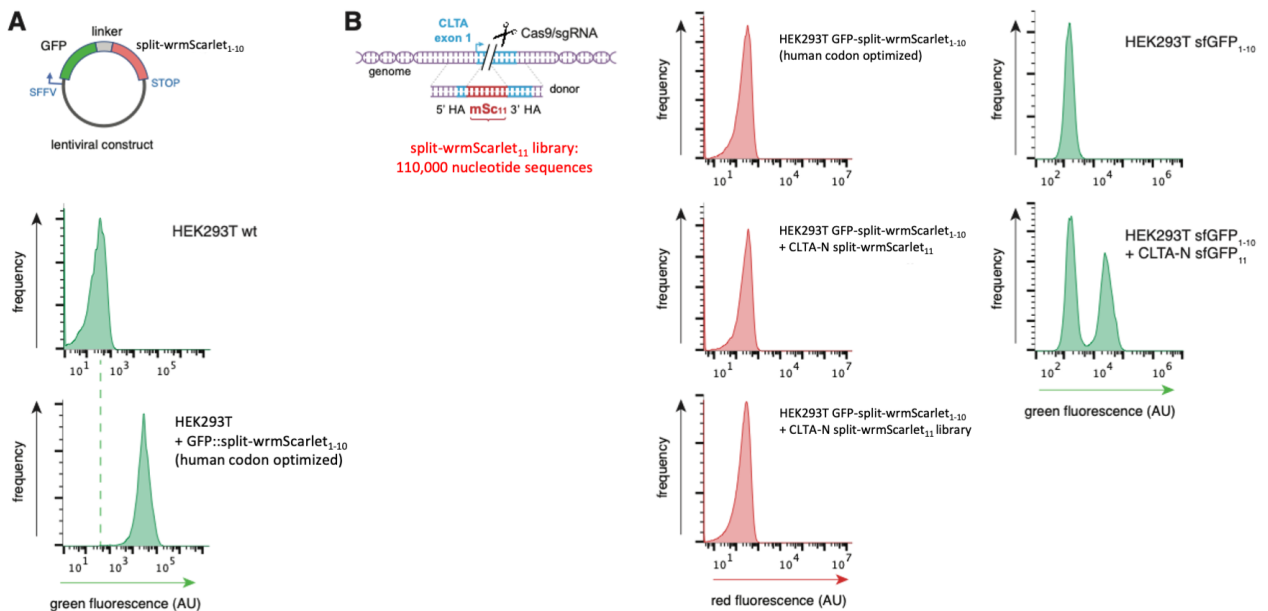 A
linker
GFP
split-wrmScarlet1-10
SFFV
STOP
lentiviral construct
frequency
HEK293T wt
10¹ 10³ 10⁵
frequency
HEK293T
+ GFP::split-wrmScarlet1-10
(human codon optimized)
10¹ 10³ 10⁵
green fluorescence (AU)
B
CLTA
exon 1
Cas9/sgRNA
genome
donor
5' HA mSc11 3' HA
split-wrmScarlet11 library:
110,000 nucleotide sequences
frequency
HEK293T GFP-split-wrmScarlet1-10
(human codon optimized)
10¹ 10⁴ 10⁷
frequency
HEK293T GFP-split-wrmScarlet1-10
+ CLTA-N split-wrmScarlet11
10¹ 10⁴ 10⁷
frequency
HEK293T GFP-split-wrmScarlet1-10
+ CLTA-N split-wrmScarlet11 library
10¹ 10⁴ 10⁷
red fluorescence (AU)
frequency
HEK293T sfGFP1-10
10² 10⁴ 10⁶
frequency
HEK293T sfGFP1-10
+ CLTA-N sfGFP11
10² 10⁴ 10⁶
green fluorescence (AU)